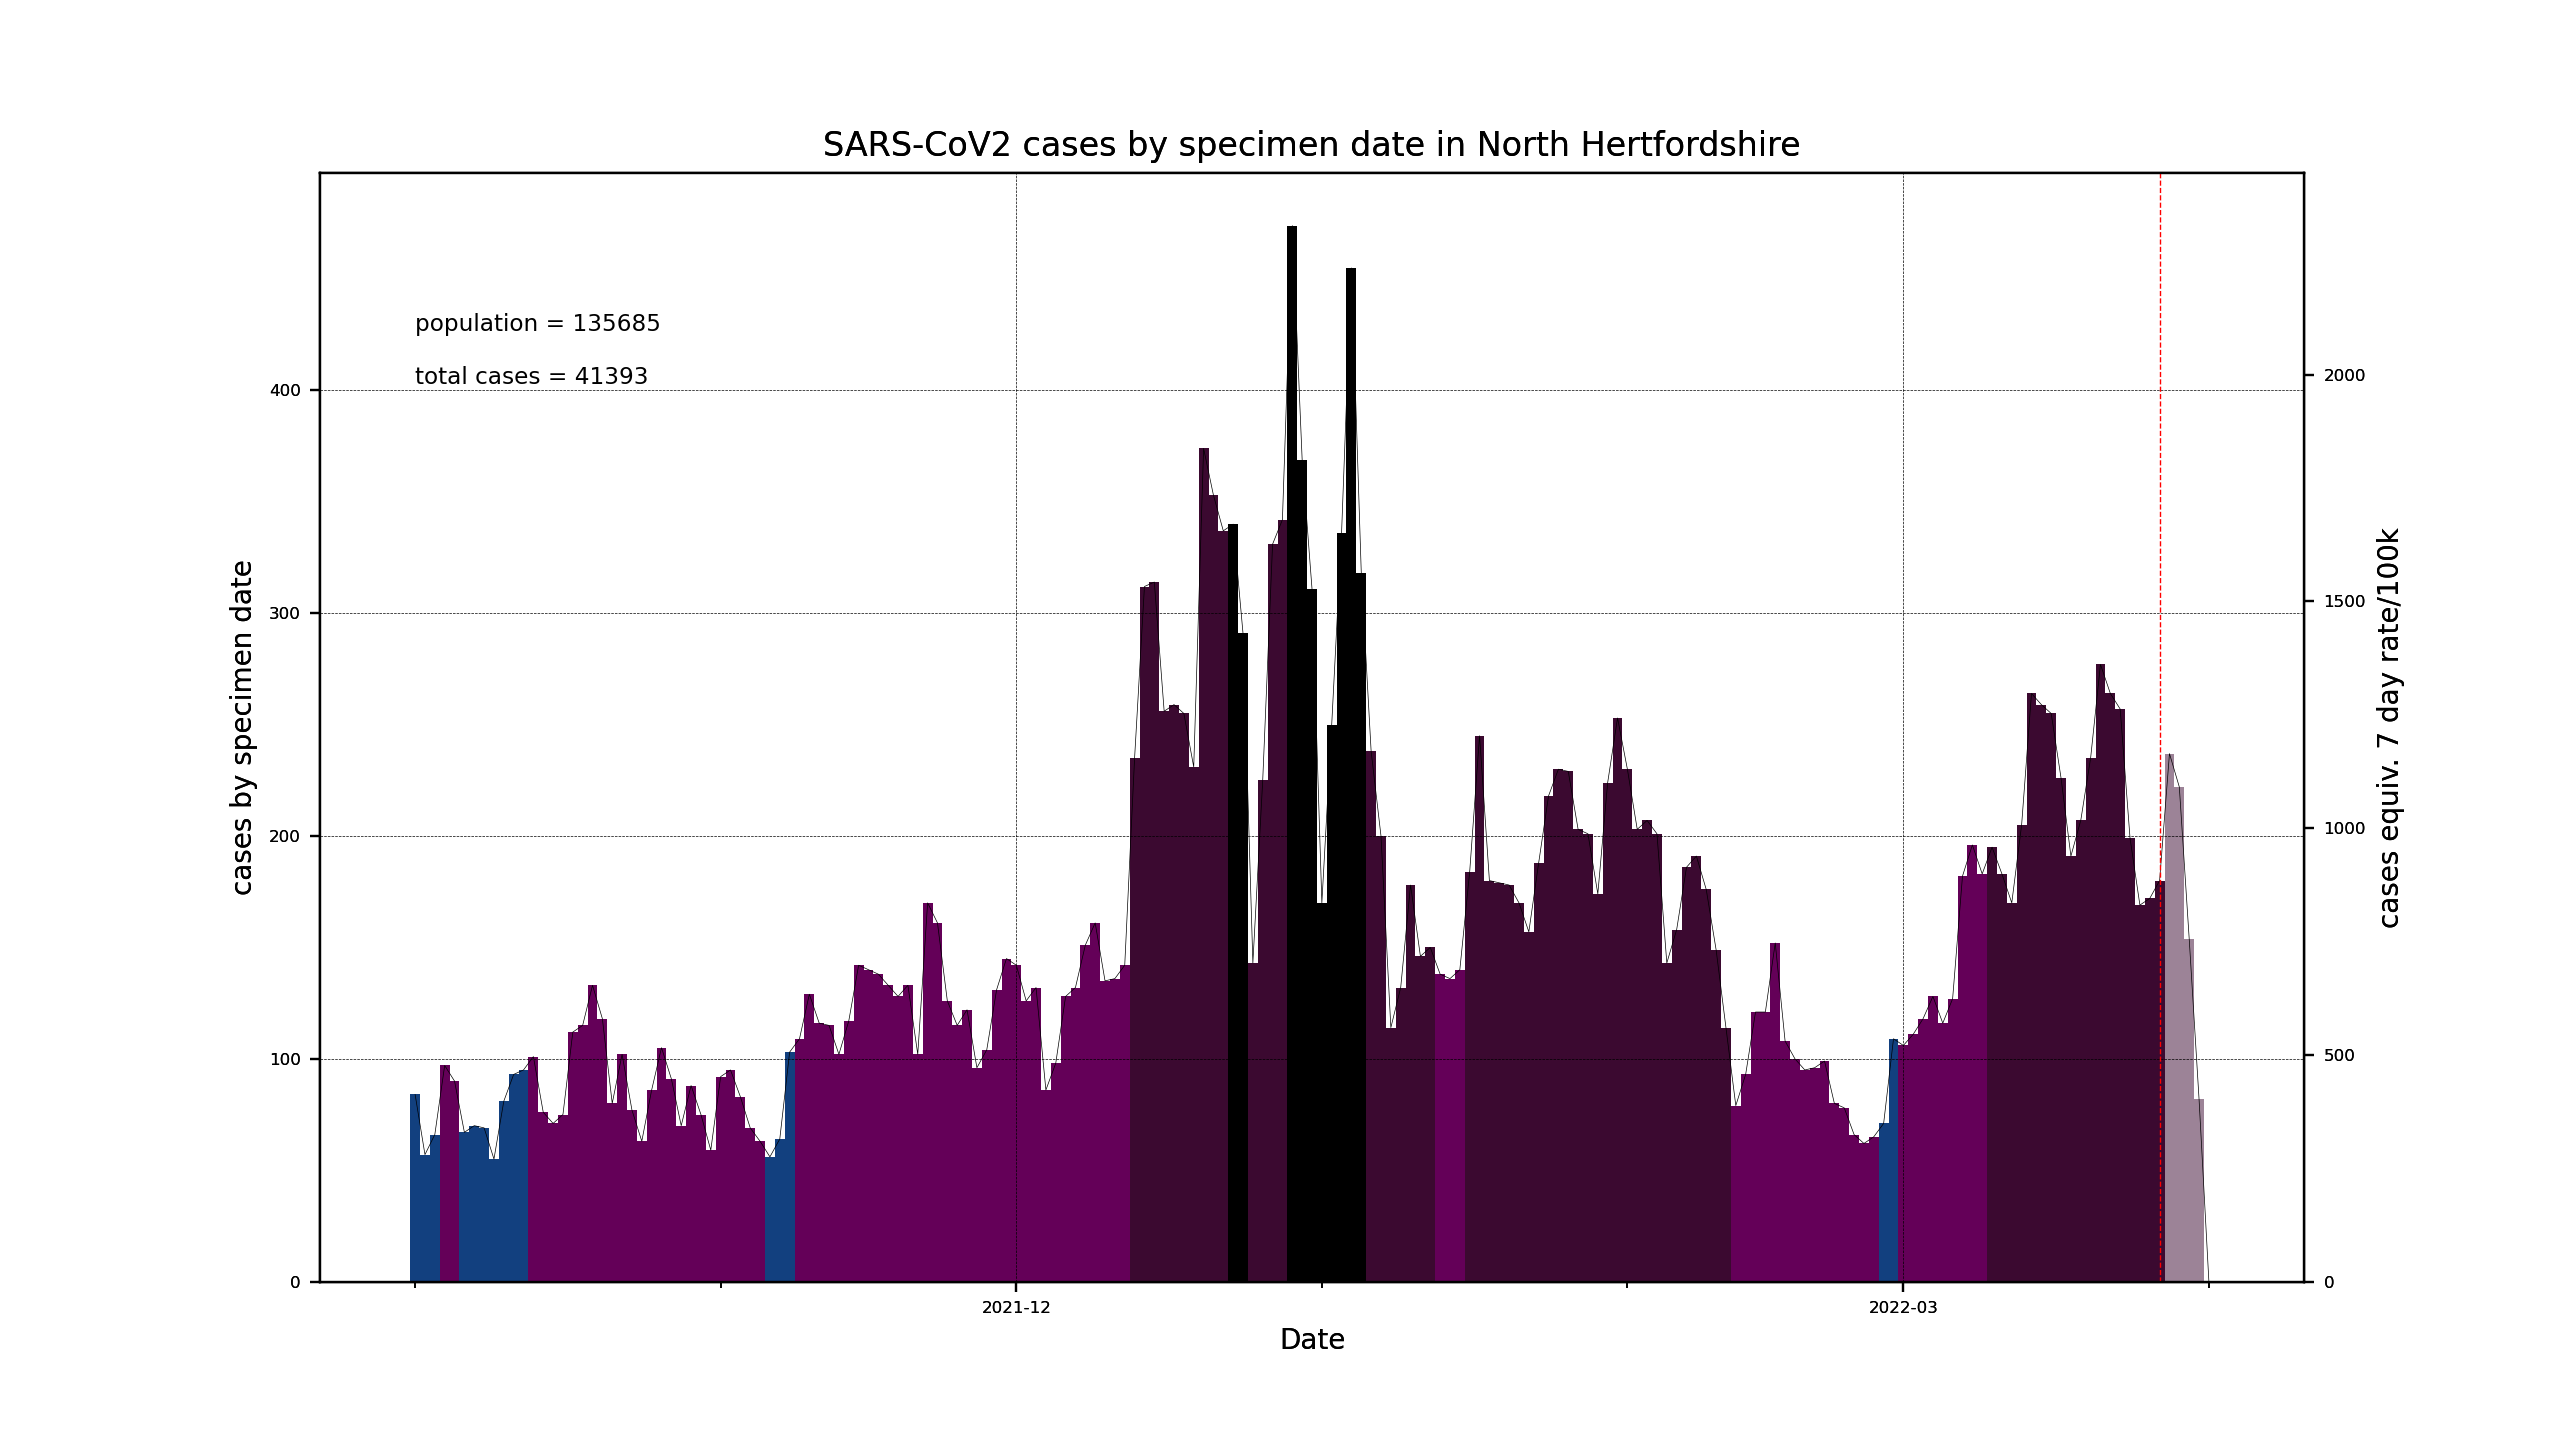 SARS-CoV2 cases by specimen date in North Hertfordshire
population = 135685
total cases = 41393
cases by specimen date
400
300
200
100
0
2000
1500
1000
500
0
cases equiv. 7 day rate/100k
2021-12
2022-03
Date